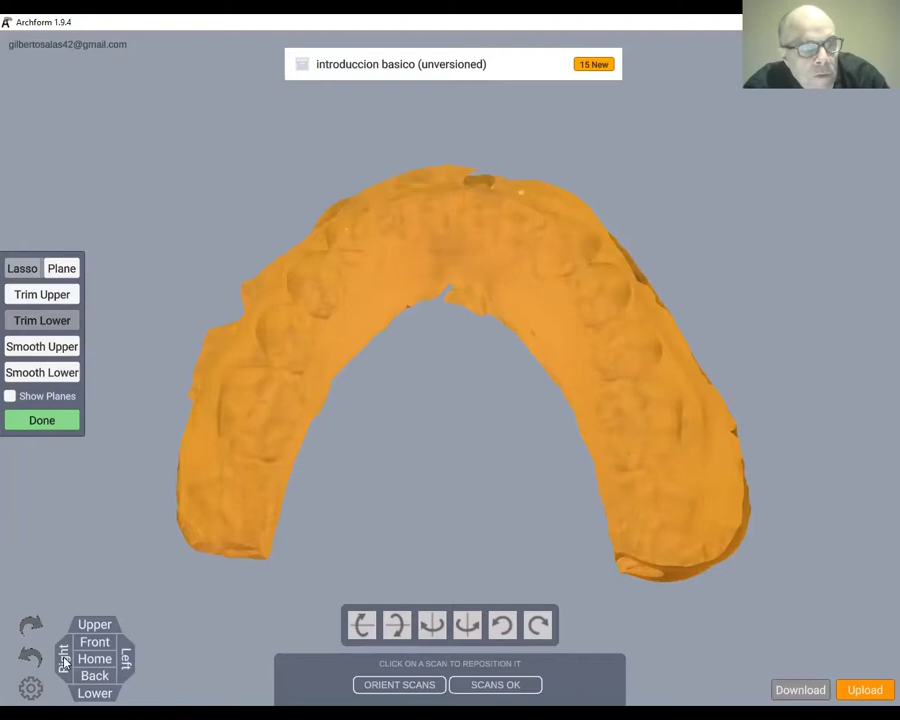 Archform 1.9.4
gilbertosalas42@gmail.com
introduccion basico (unversioned)
15 New
Lasso Plane
Trim Upper
Trim Lower
Smooth Upper
Smooth Lower
Show Planes
Done
Upper
Front
Right Home Left
Back
Lower
CLICK ON A SCAN TO REPOSITION IT
ORIENT SCANS SCANS OK
Download Upload